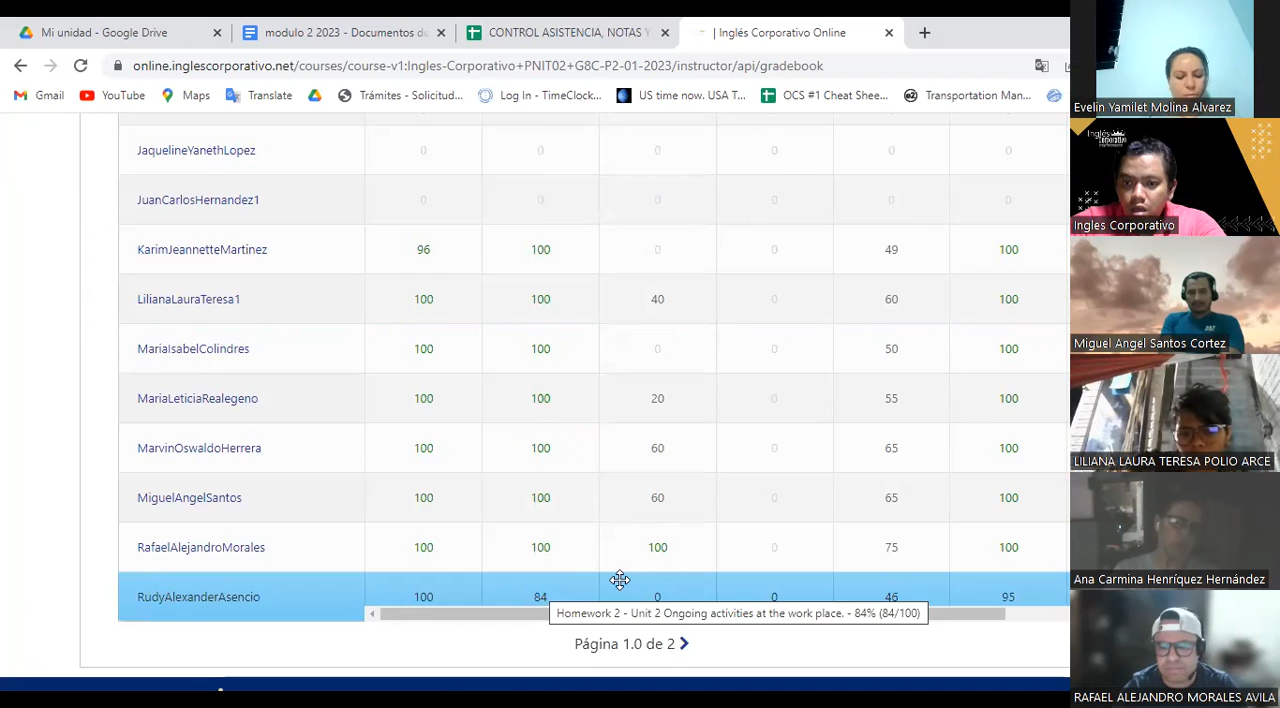 Mi unidad - Google Drive
modulo 2 2023 - Documentos de
CONTROL ASISTENCIA, NOTAS Y
| Inglés Corporativo Online
online.inglescorporativo.net/courses/course-v1:Ingles-Corporativo+PNIT02+G8C-P2-01-2023/instructor/api/gradebook
Gmail YouTube Maps Translate Trámites - Solicitud... Log In - TimeClock... US time now. USA T... OCS #1 Cheat Shee... Transportation Man...
JaquelineYanethLopez 0 0 0 0 0 0
JuanCarlosHernandez1 0 0 0 0 0 0
KarimJeannetteMartinez 96 100 0 0 49 100
LilianaLauraTeresa1 100 100 40 0 60 100
MariaIsabelColindres 100 100 0 0 50 100
MariaLeticiaRealegeno 100 100 20 0 55 100
MarvinOswaldoHerrera 100 100 60 0 65 100
MiguelAngelSantos 100 100 60 0 65 100
RafaelAlejandroMorales 100 100 100 0 75 100
RudyAlexanderAsencio 100 84 0 0 46 95
Homework 2 - Unit 2 Ongoing activities at the work place. - 84% (84/100)
Página 1.0 de 2
Evelin Yamilet Molina Alvarez
Inglés
Corporativo
Ingles Corporativo
Miguel Angel Santos Cortez
LILIANA LAURA TERESA POLIO ARCE
Ana Carmina Henríquez Hernández
RAFAEL ALEJANDRO MORALES AVILA